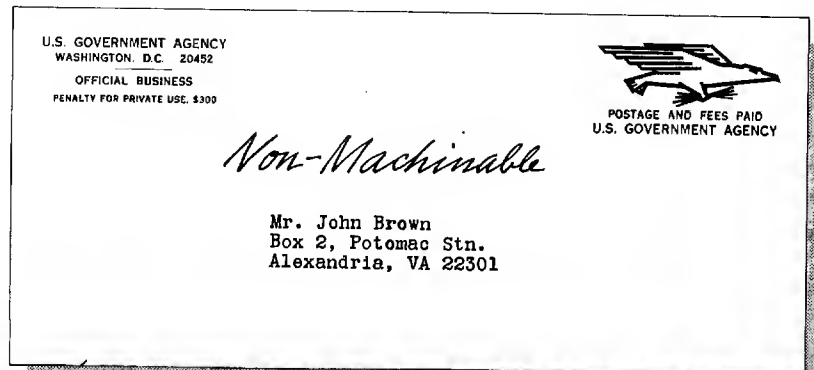 U.S. GOVERNMENT AGENCY
WASHINGTON, D.C. 20452
OFFICIAL BUSINESS
PENALTY FOR PRIVATE USE, $300
POSTAGE AND FEES PAID
U.S. GOVERNMENT AGENCY
Non-Machinable
Mr. John Brown
Box 2, Potomac Stn.
Alexandria, VA 22301